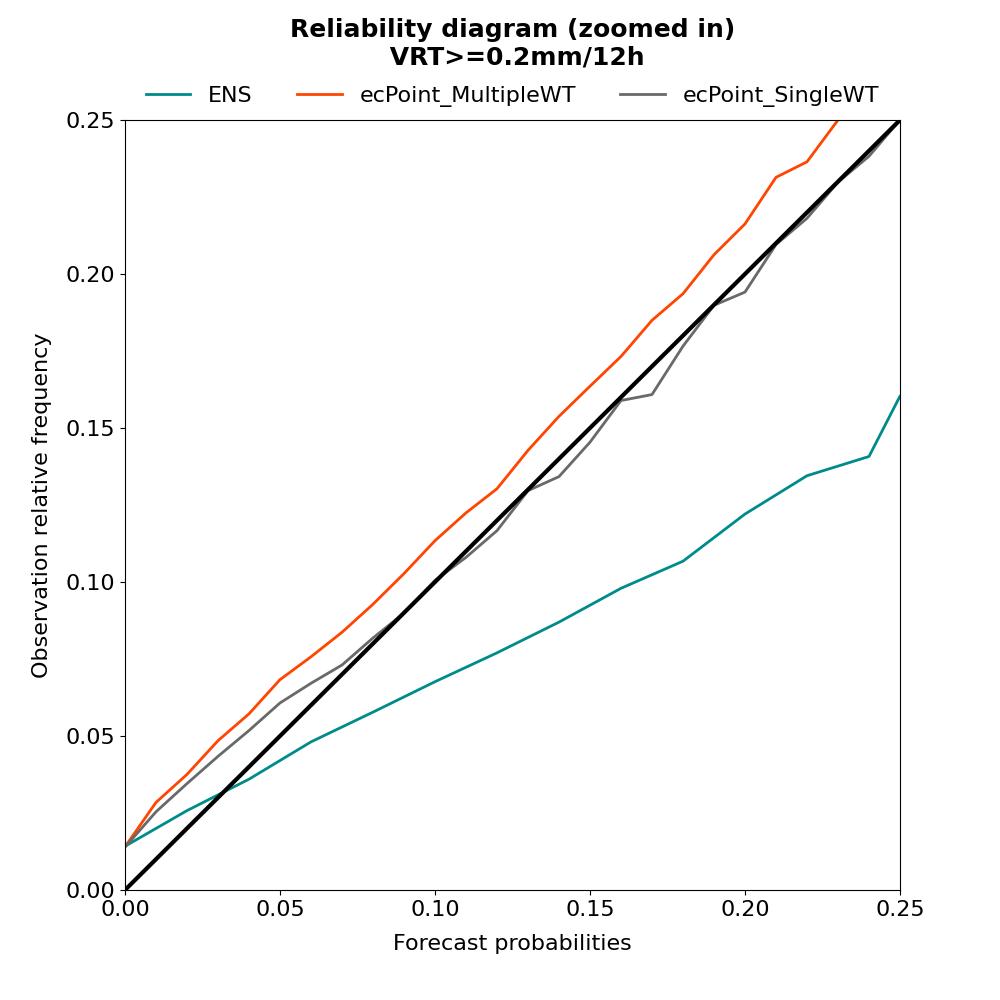 Reliability diagram (zoomed in)
VRT>=0.2mm/12h
ENS ecPoint_MultipleWT ecPoint_SingleWT
0.25
0.20
0.15
0.10
0.05
0.00
Observation relative frequency
0.00 0.05 0.10 0.15 0.20 0.25
Forecast probabilities